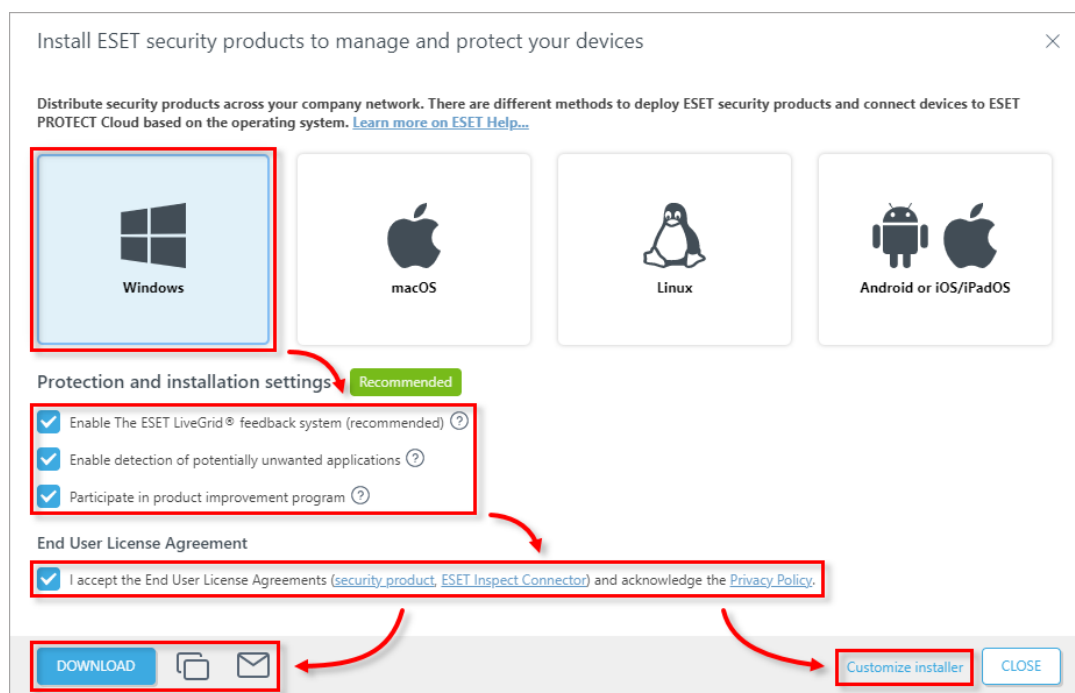 Install ESET security products to manage and protect your devices
Distribute security products across your company network. There are different methods to deploy ESET security products and connect devices to ESET
PROTECT Cloud based on the operating system. Learn more on ESET Help...
Windows
macOS
Linux
Android or iOS/iPadOS
Protection and installation settings Recommended
Enable The ESET LiveGrid® feedback system (recommended) ?
Enable detection of potentially unwanted applications ?
Participate in product improvement program ?
End User License Agreement
I accept the End User License Agreements (security product, ESET Inspect Connector) and acknowledge the Privacy Policy.
DOWNLOAD
Customize installer
CLOSE